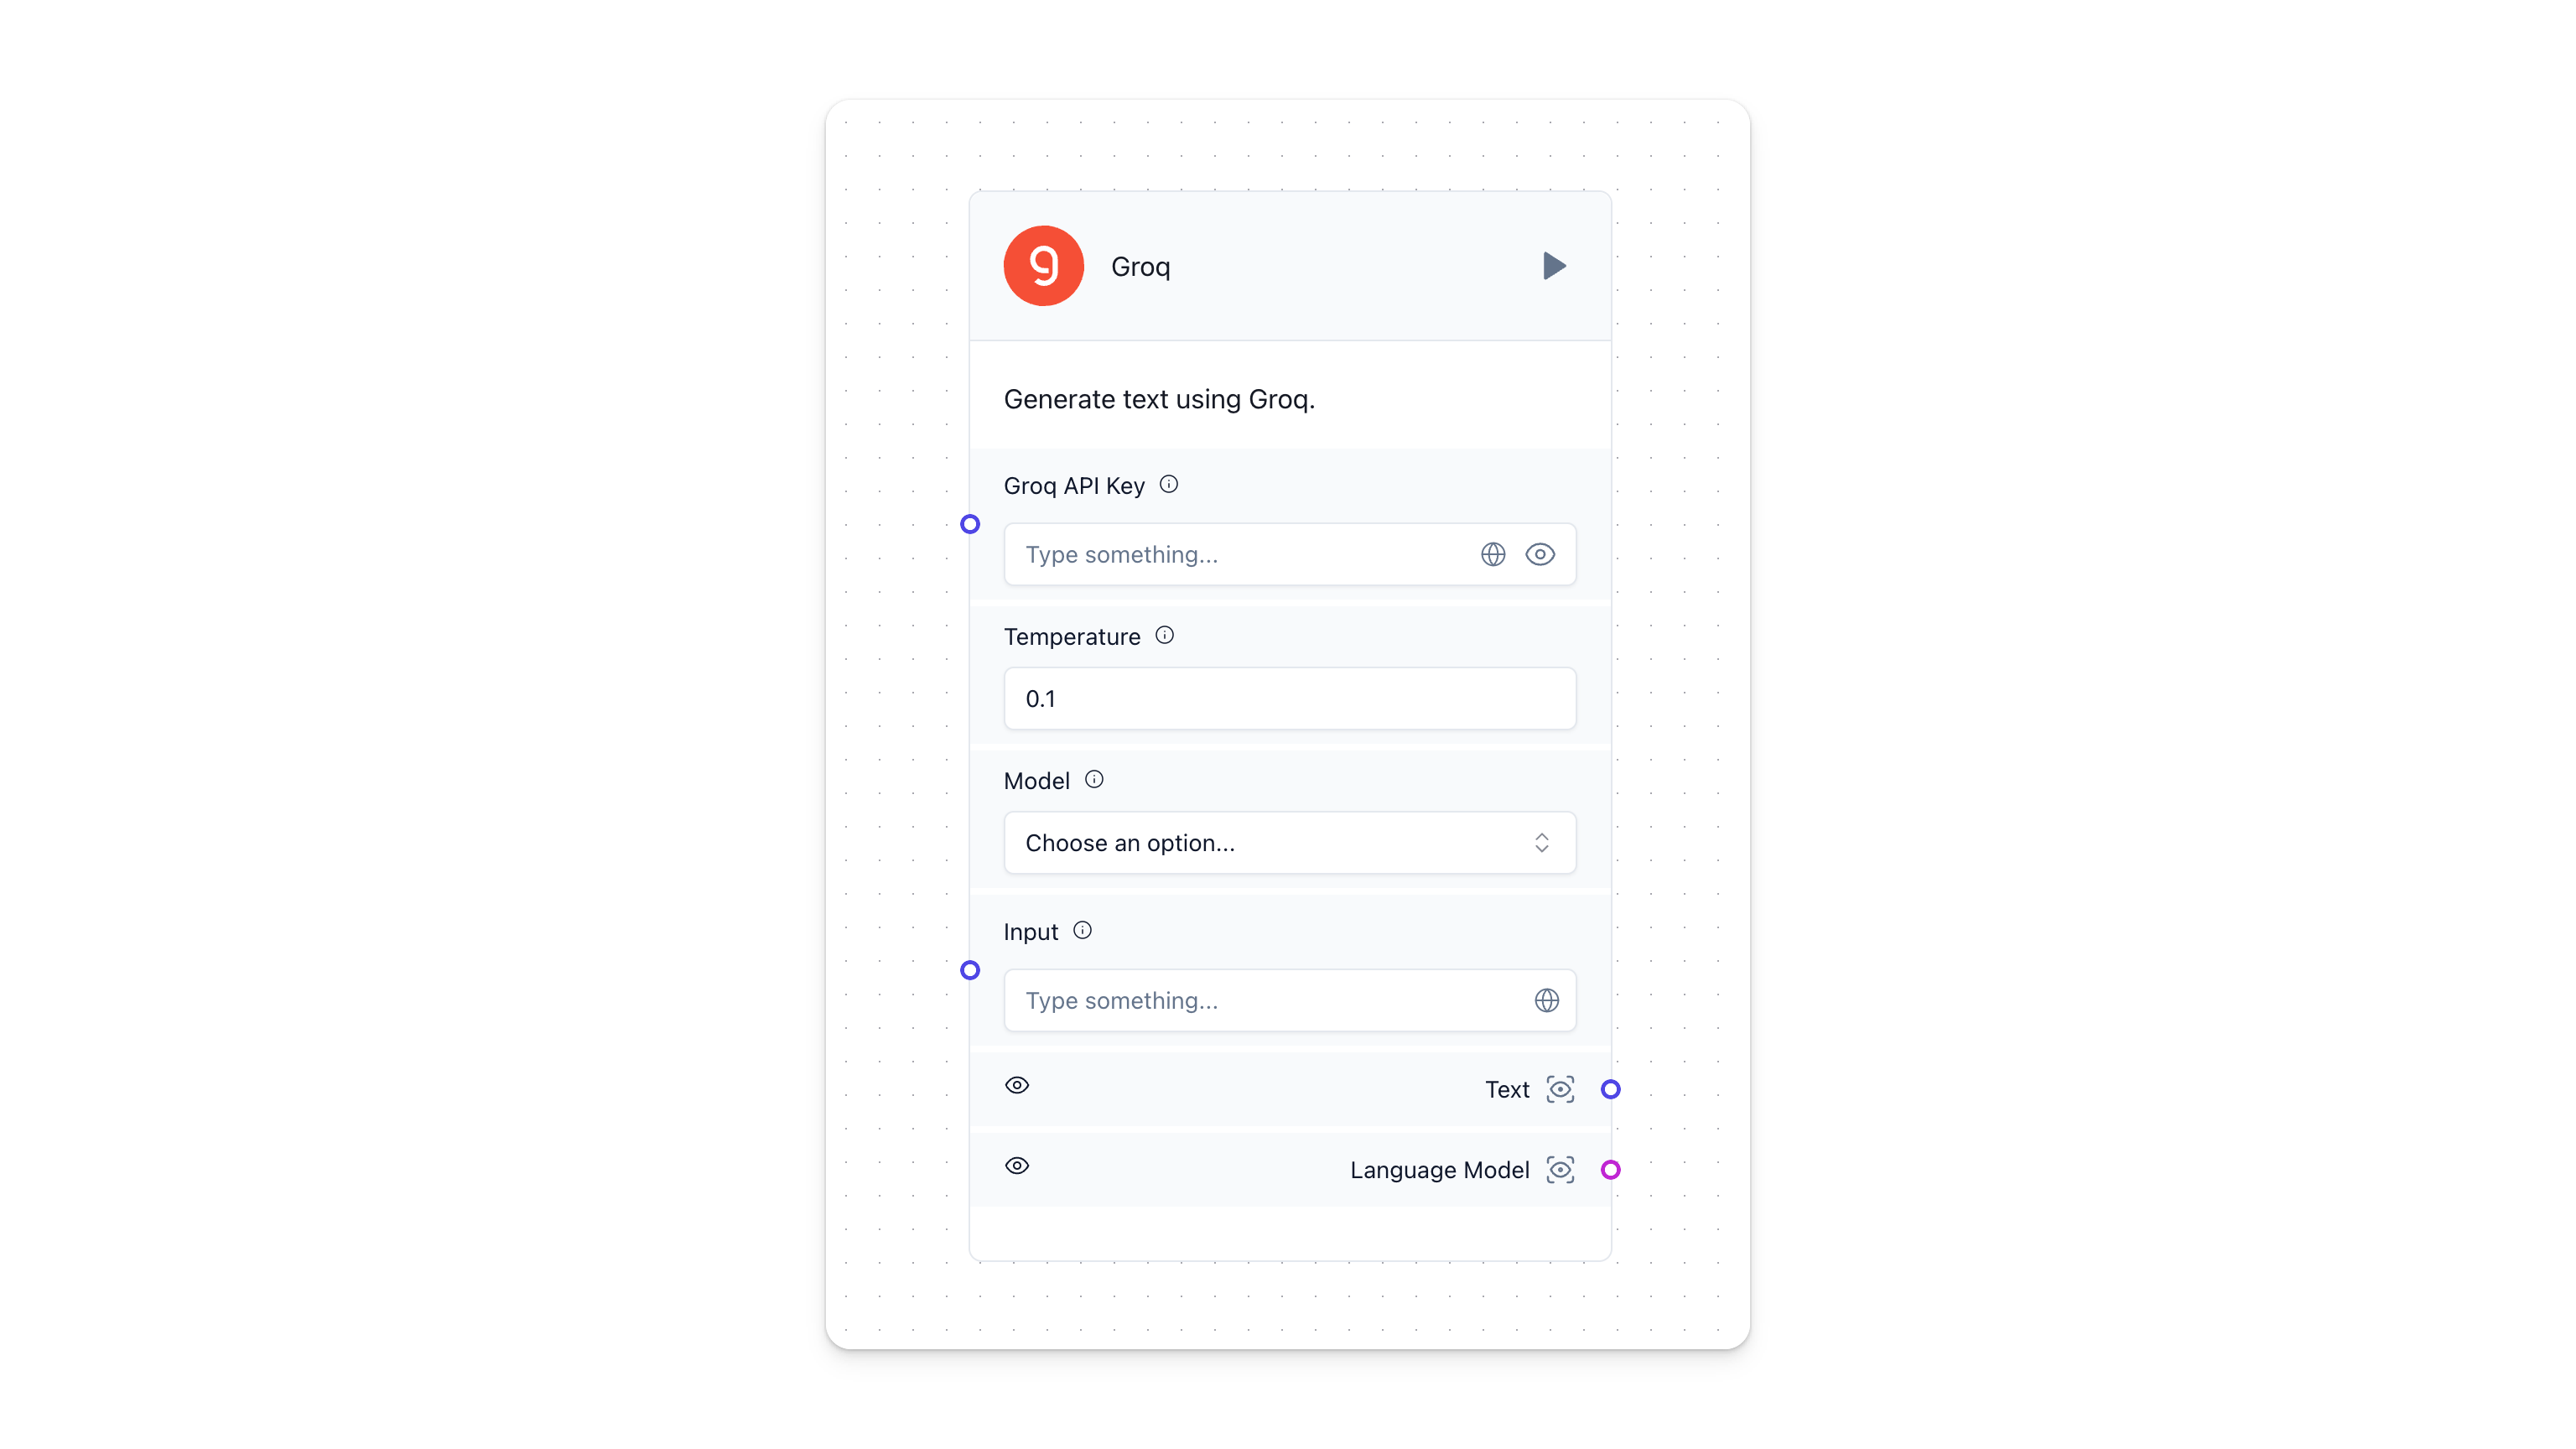 g
Groq
Generate text using Groq.
Groq API Key
Type something...
Temperature
0.1
Model
Choose an option...
Input
Type something...
Text
Language Model